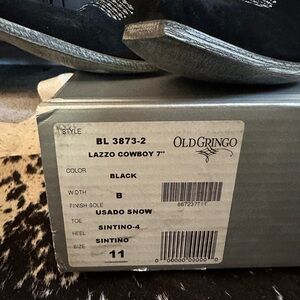 STYLE
BL 3873-2
OLD GRINGO
LAZZO COWBOY 7"
COLOR
BLACK
WIDTH
B
FINISH SOLE
USADO SNOW
TOE
SINTINO-4
HEEL
SINTINO
SIZE
11